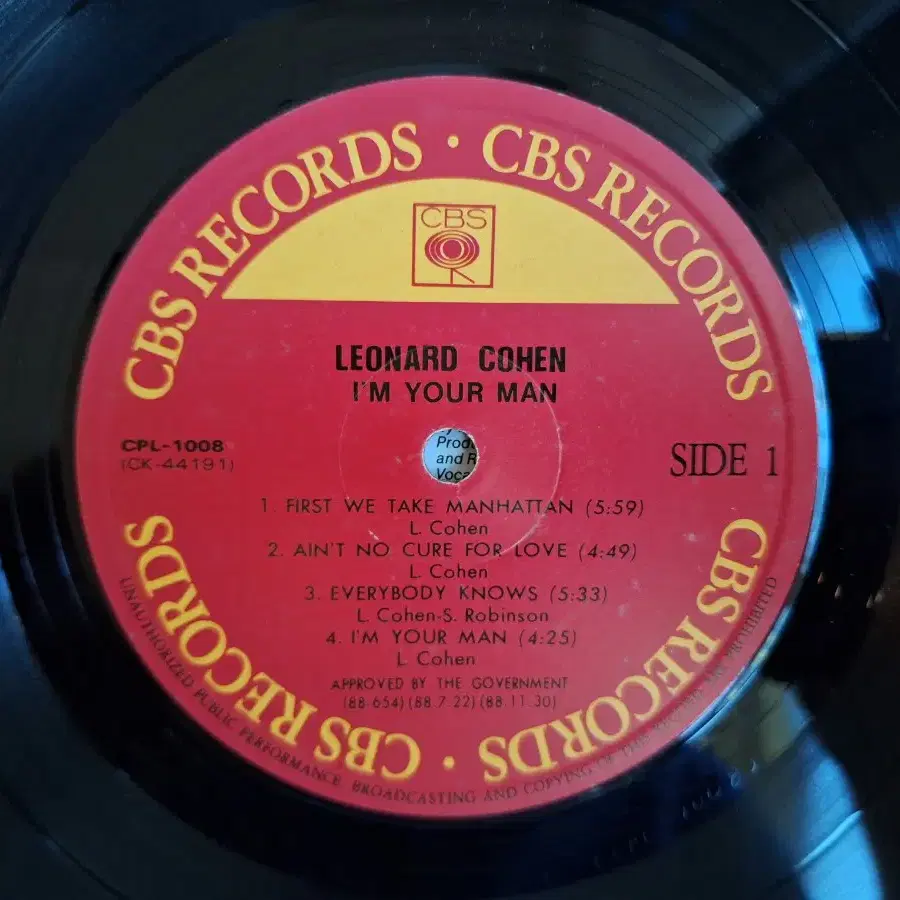 CBS RECORDS · CBS RECORDS
CBS
LEONARD COHEN
I'M YOUR MAN
CPL-1008
(CK-44191)
SIDE 1
Prod
and R
Voca
1. FIRST WE TAKE MANHATTAN (5:59)
L. Cohen
2. AIN'T NO CURE FOR LOVE (4:49)
L. Cohen
3. EVERYBODY KNOWS (5:33)
L. Cohen-S. Robinson
4. I'M YOUR MAN (4:25)
L. Cohen
APPROVED BY THE GOVERNMENT
(88-654)(88.7.22)(88.11.30)
CBS RECORDS · CBS RECORDS
UNAUTHORIZED PUBLIC PERFORMANCE BROADCASTING AND COPYING OF THIS RECORD PROHIBITED